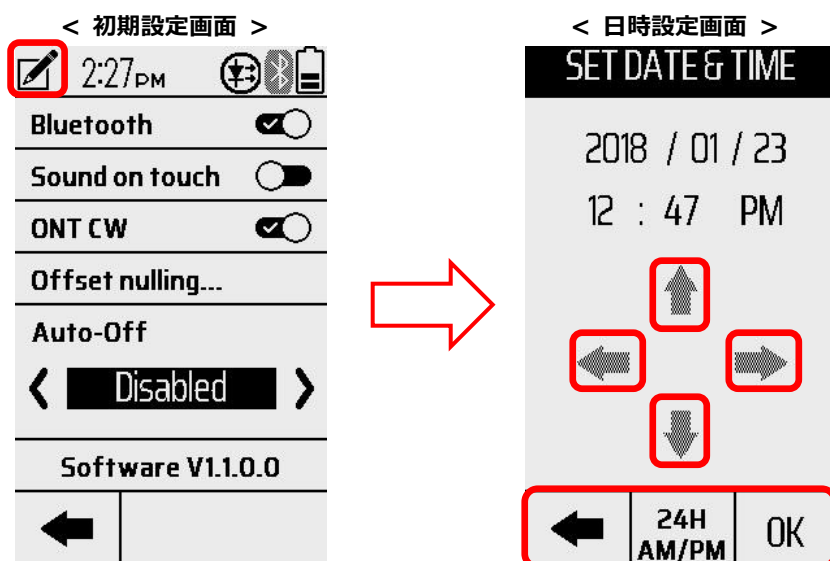 < 初期設定画面 >
2:27PM
Bluetooth
Sound on touch
ONT CW
Offset nulling...
Auto-Off
Disabled
Software V1.1.0.0
< 日時設定画面 >
SET DATE & TIME
2018 / 01 / 23
12 : 47 PM
24H
AM/PM
OK